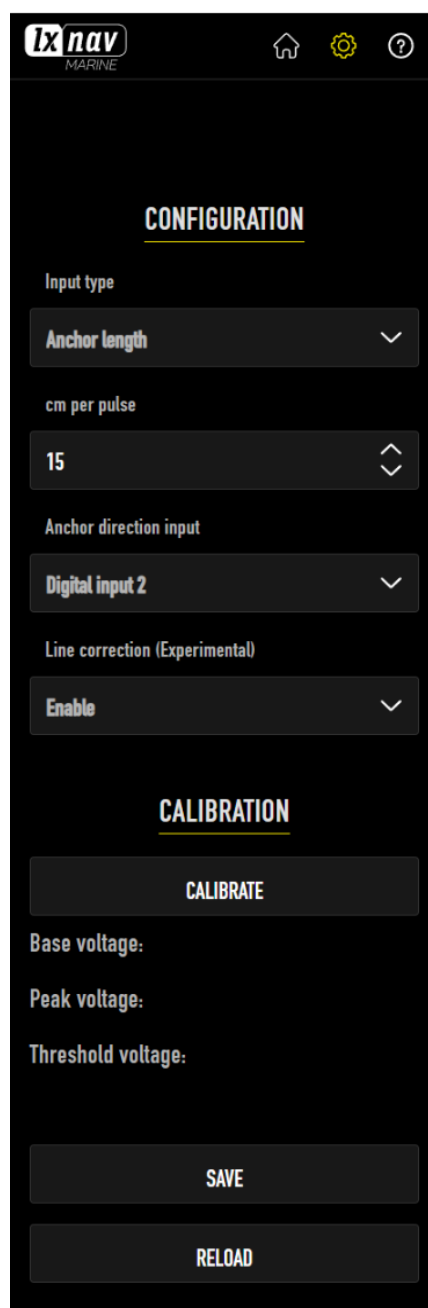 lx nav
MARINE
CONFIGURATION
Input type
Anchor length
cm per pulse
15
Anchor direction input
Digital input 2
Line correction (Experimental)
Enable
CALIBRATION
CALIBRATE
Base voltage:
Peak voltage:
Threshold voltage:
SAVE
RELOAD